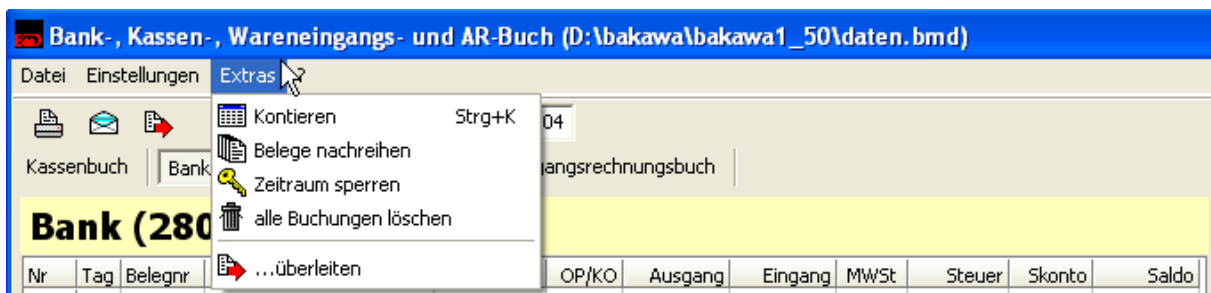 Bank-, Kassen-, Wareneingangs- und AR-Buch (D:\bakawa\bakawa1_50\daten.bmd)
Datei Einstellungen Extras ?
Kontieren Strg+K
04
Belege nachreihen
Kassenbuch Bank angsrechnungsbuch
Zeitraum sperren
alle Buchungen löschen
Bank (280
...überleiten
Nr Tag Belegnr OP/KO Ausgang Eingang MWSt Steuer Skonto Saldo